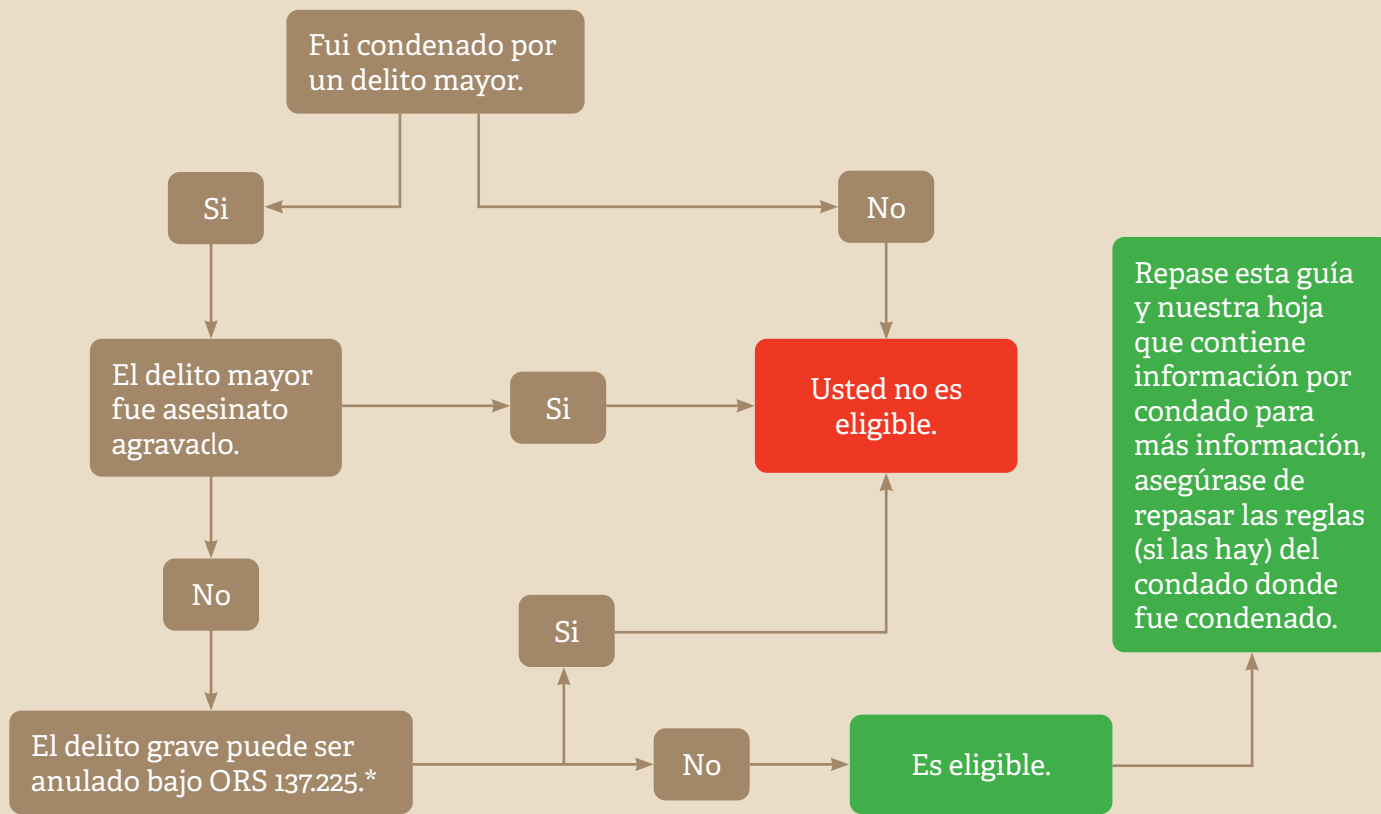 Fui condenado por
un delito mayor.
Si
No
El delito mayor
fue asesinato
agravado.
Si
Usted no es
eligible.
Repase esta guía
y nuestra hoja
que contiene
información por
condado para
más información,
asegúrase de
repasar las reglas
(si las hay) del
condado donde
fue condenado.
No
Si
El delito grave puede ser
anulado bajo ORS 137.225.*
No
Es eligible.